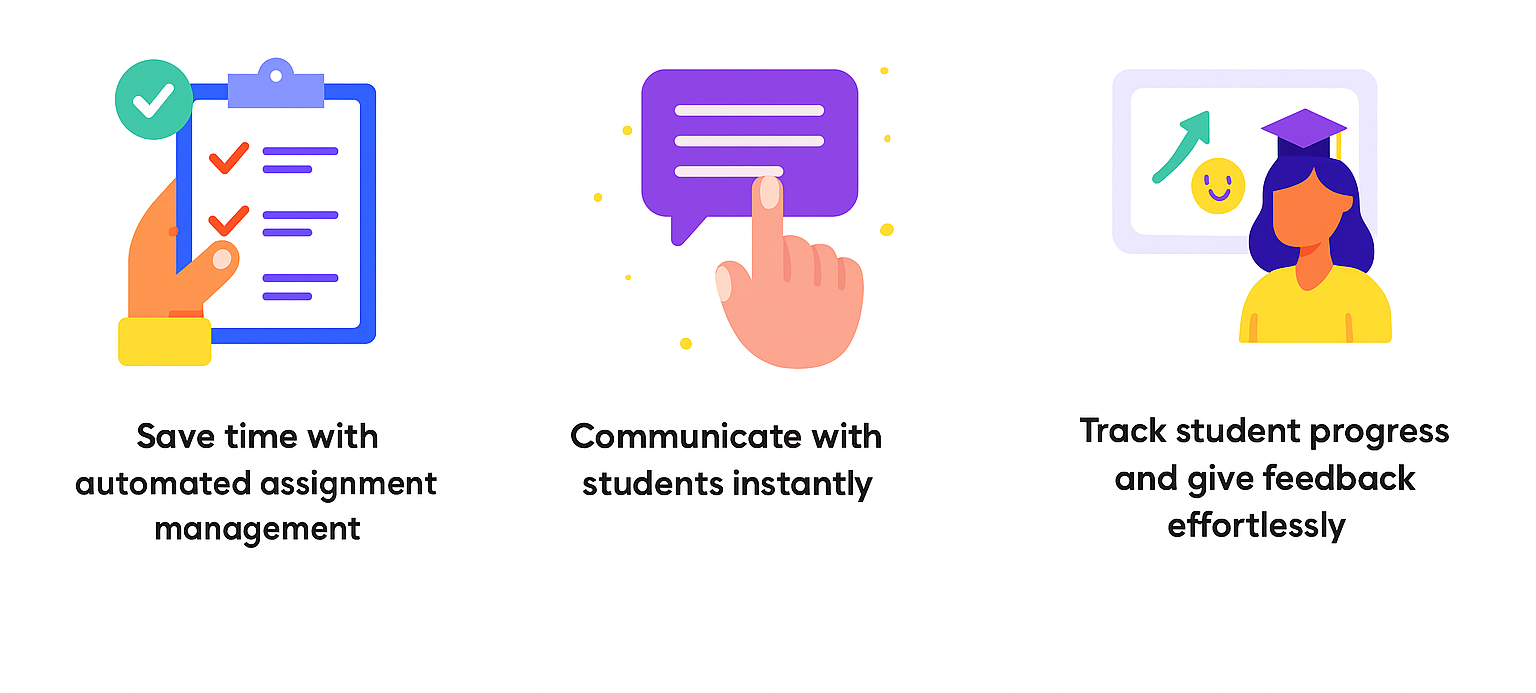 Save time with
automated assignment
management
Communicate with
students instantly
Track student progress
and give feedback
effortlessly